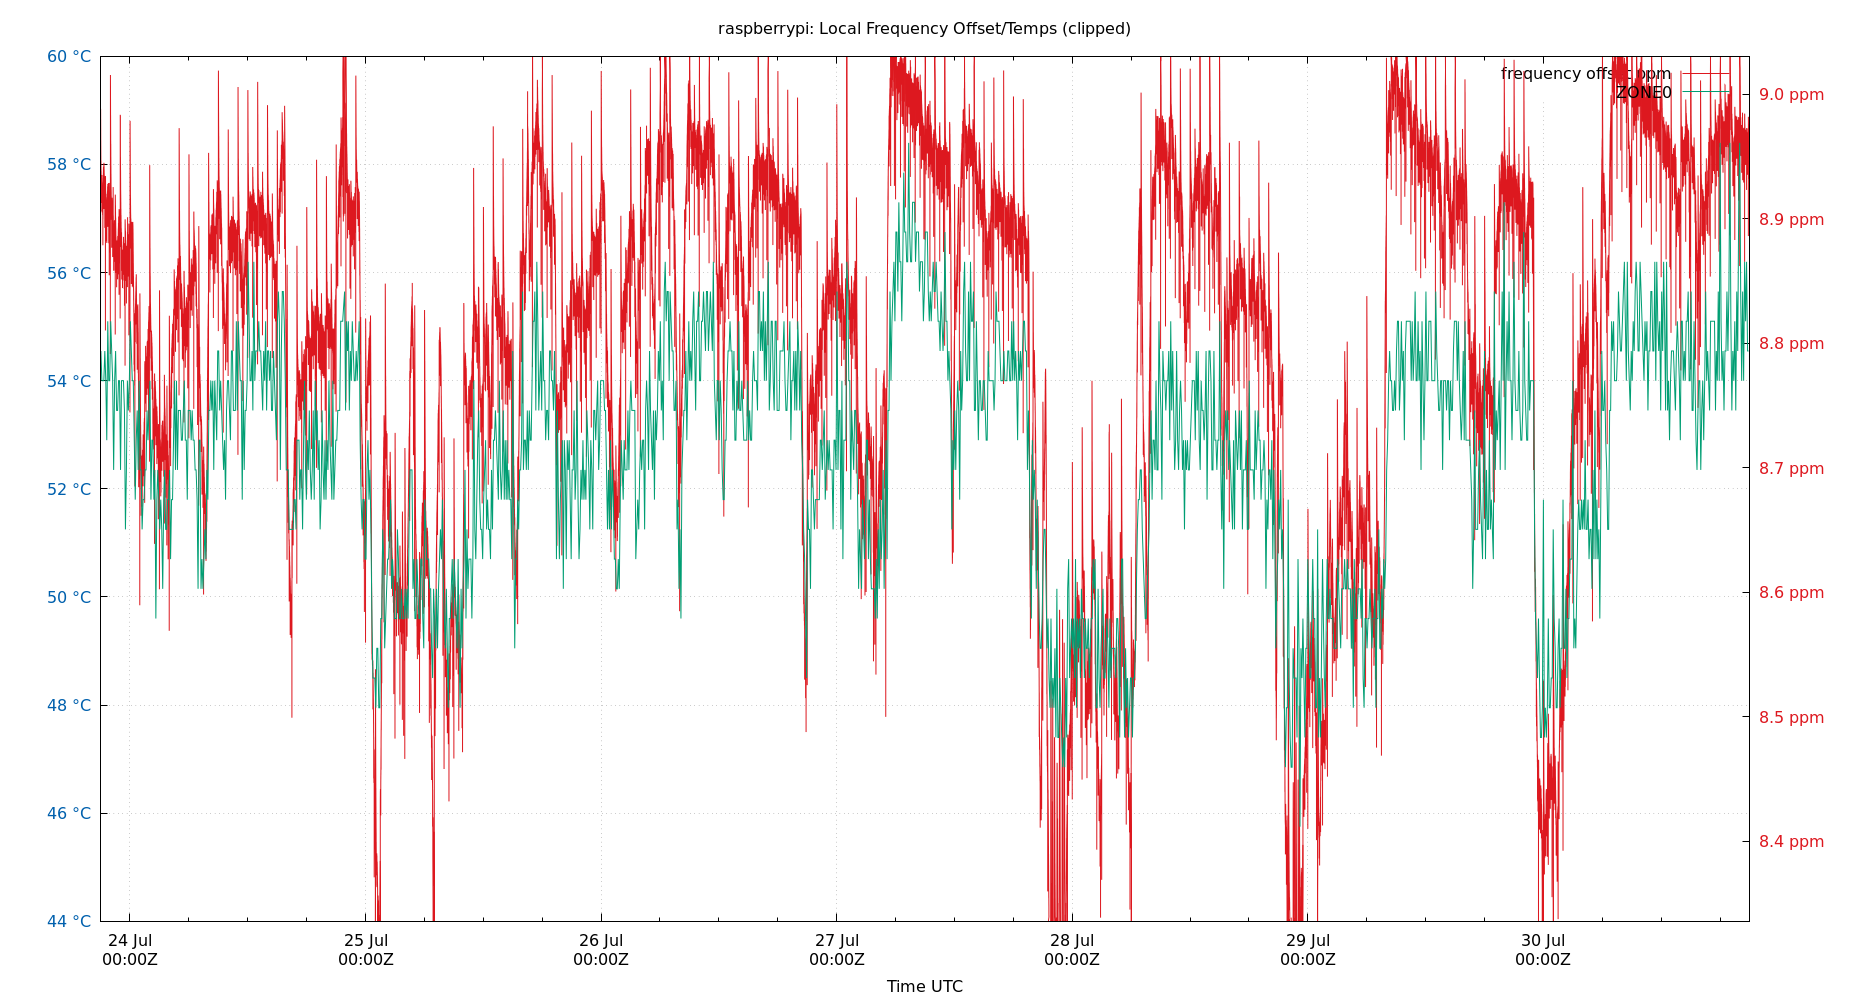 raspberrypi: Local Frequency Offset/Temps (clipped)
60 °C
58 °C
56 °C
54 °C
52 °C
50 °C
48 °C
46 °C
44 °C
frequency offset ppm
ZONE0
9.0 ppm
8.9 ppm
8.8 ppm
8.7 ppm
8.6 ppm
8.5 ppm
8.4 ppm
24 Jul
00:00Z
25 Jul
00:00Z
26 Jul
00:00Z
27 Jul
00:00Z
28 Jul
00:00Z
29 Jul
00:00Z
30 Jul
00:00Z
Time UTC